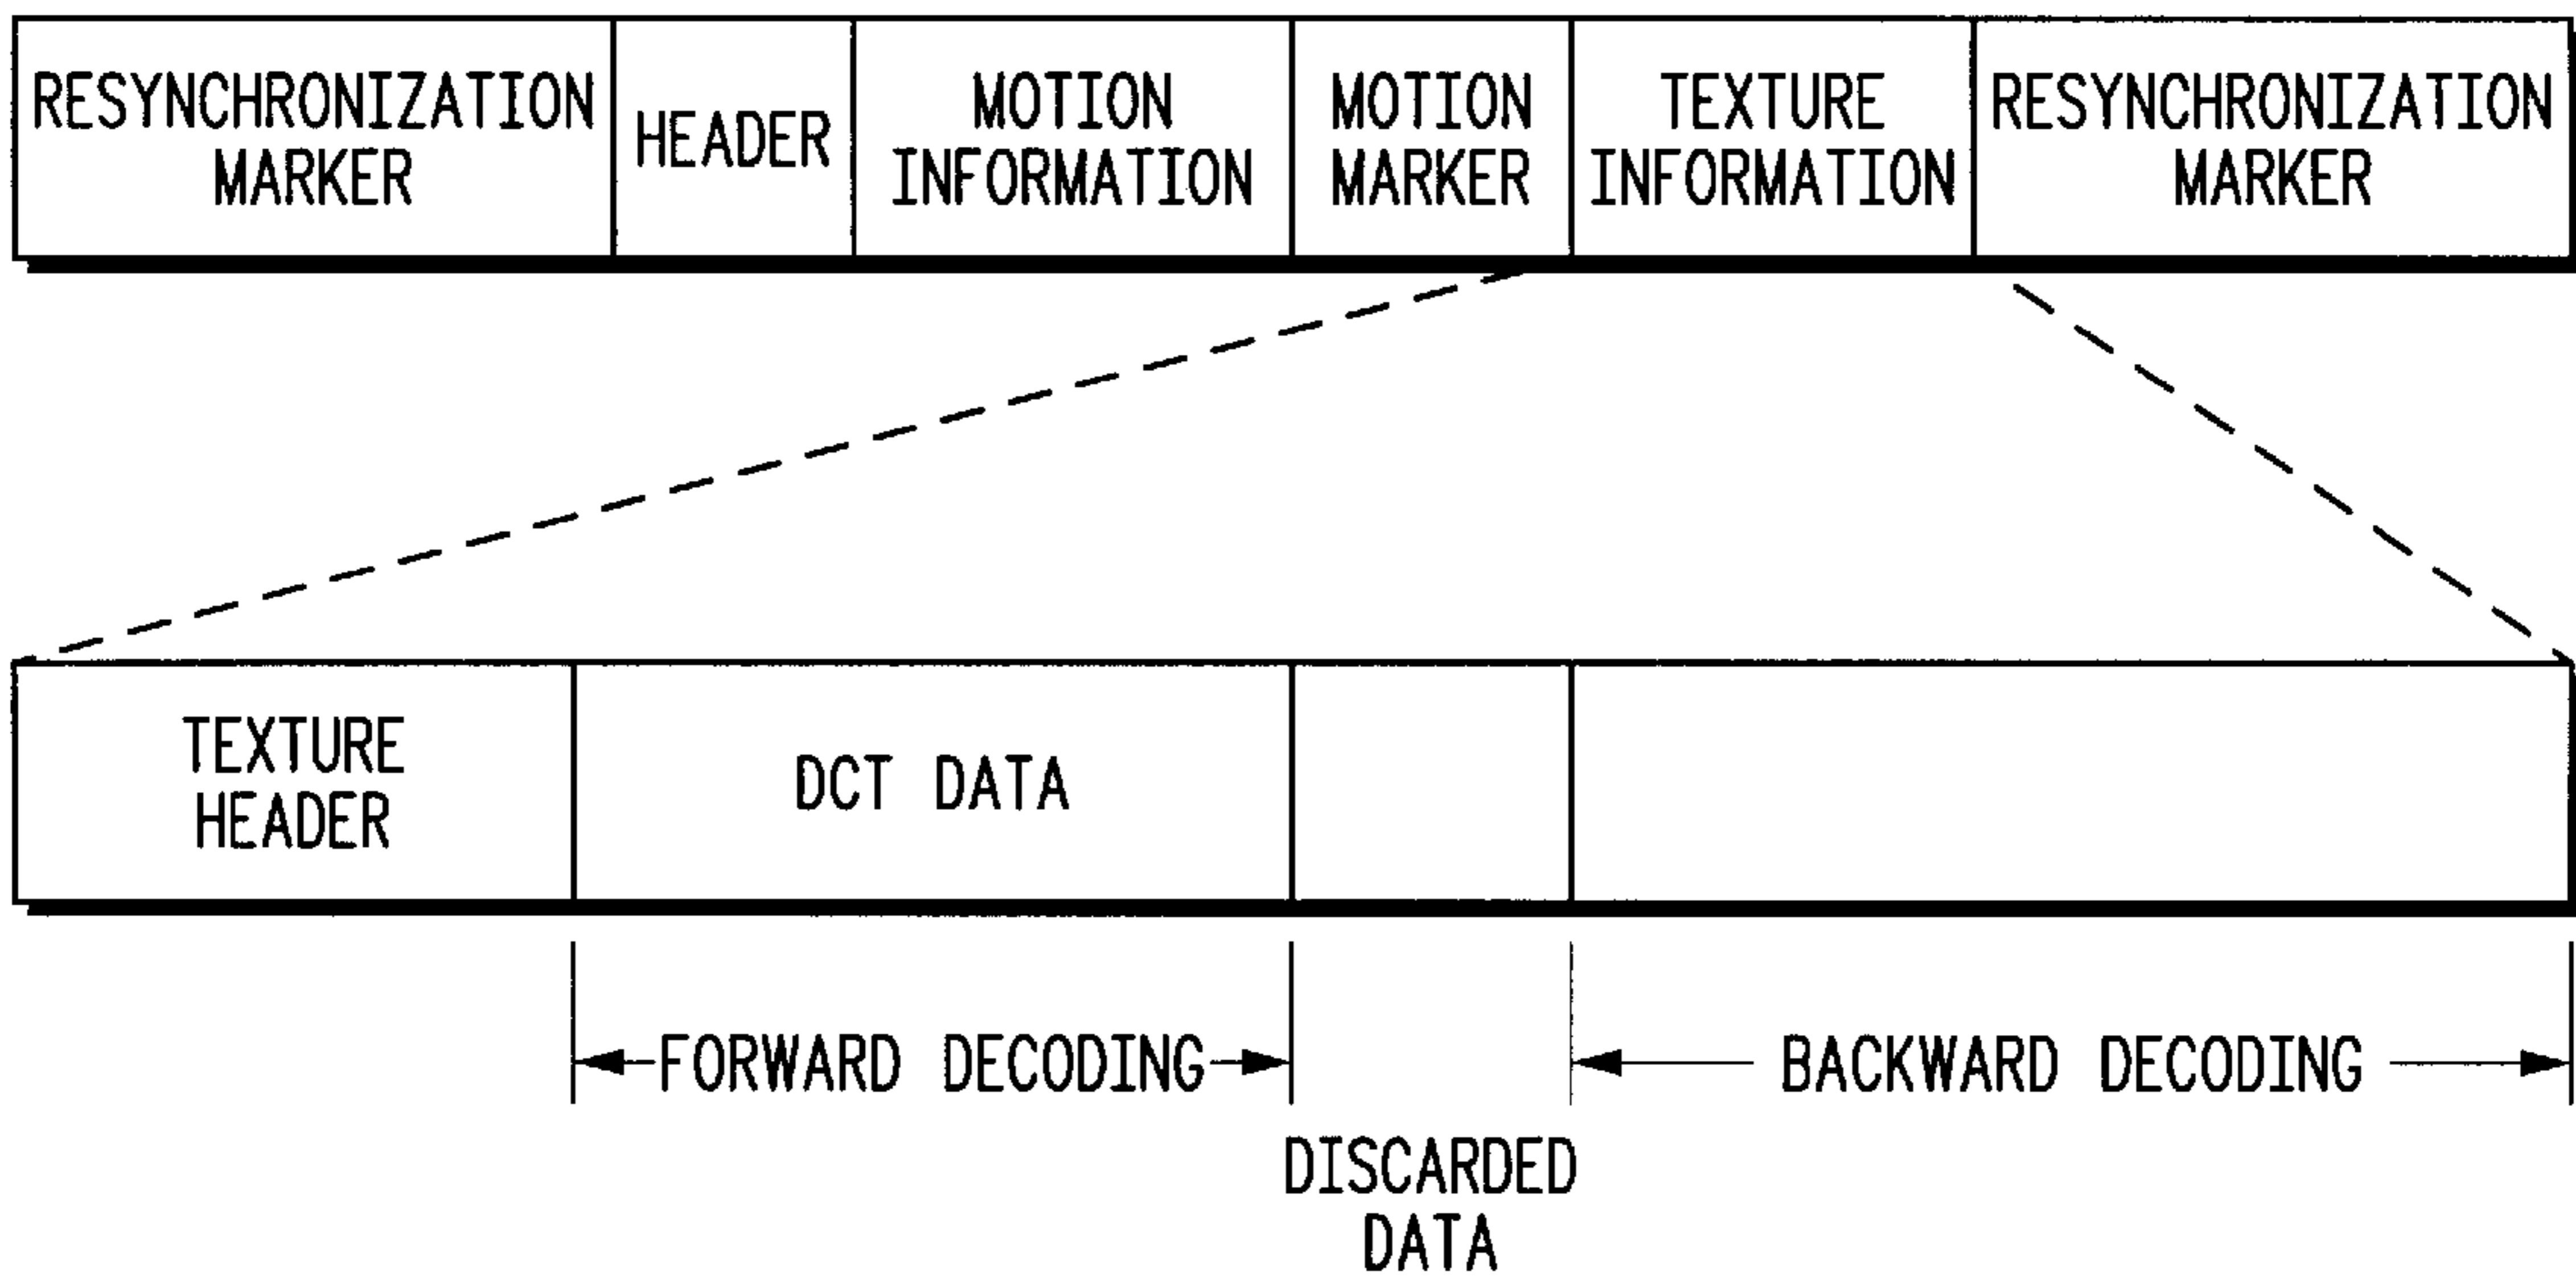 RESYNCHRONIZATION
MARKER
HEADER
MOTION
INFORMATION
MOTION
MARKER
TEXTURE
INFORMATION
RESYNCHRONIZATION
MARKER
TEXTURE
HEADER
DCT DATA
FORWARD DECODING
BACKWARD DECODING
DISCARDED
DATA